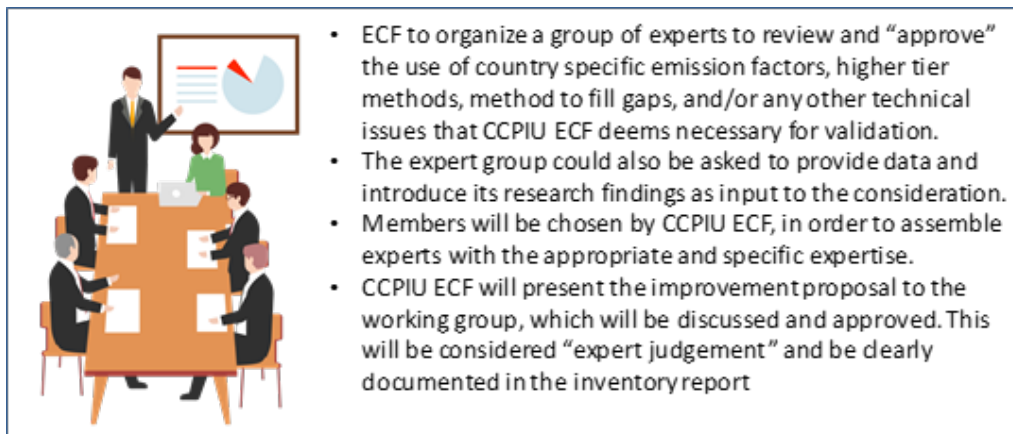 • ECF to organize a group of experts to review and “approve”
the use of country specific emission factors, higher tier
methods, method to fill gaps, and/or any other technical
issues that CCPIU ECF deems necessary for validation.
• The expert group could also be asked to provide data and
introduce its research findings as input to the consideration.
• Members will be chosen by CCPIU ECF, in order to assemble
experts with the appropriate and specific expertise.
• CCPIU ECF will present the improvement proposal to the
working group, which will be discussed and approved. This
will be considered “expert judgement” and be clearly
documented in the inventory report